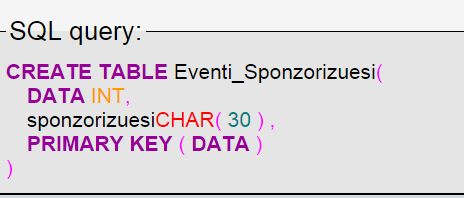 SQL query:
CREATE TABLE Eventi_Sponzorizuesi(
DATA INT,
sponzorizuesiCHAR( 30 ) ,
PRIMARY KEY ( DATA )
)